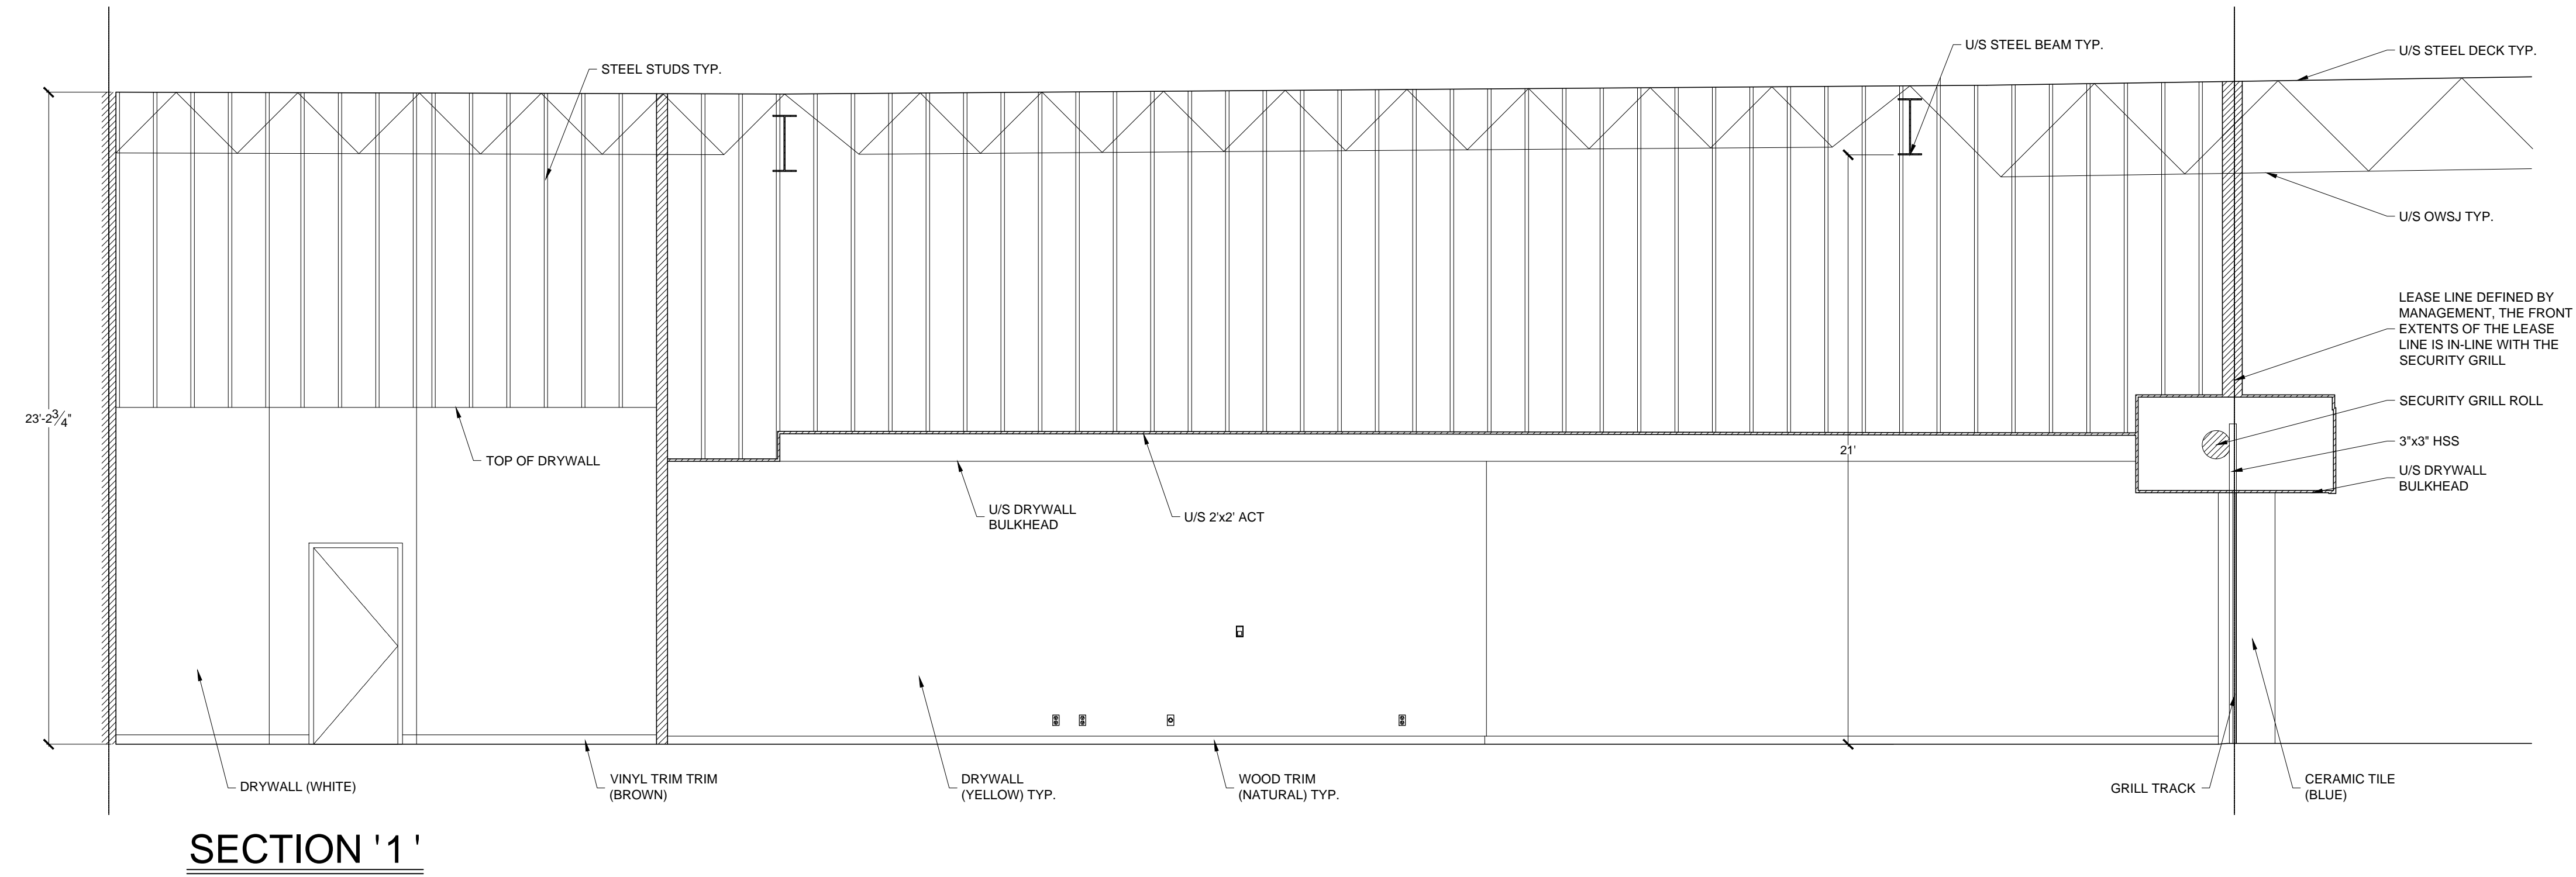 U/S STEEL BEAM TYP.
U/S STEEL DECK TYP.
STEEL STUDS TYP.
U/S OWSJ TYP.
LEASE LINE DEFINED BY
MANAGEMENT, THE FRONT
EXTENTS OF THE LEASE
LINE IS IN-LINE WITH THE
SECURITY GRILL
SECURITY GRILL ROLL
23'-2 3/4"
3"x3" HSS
21'
TOP OF DRYWALL
U/S DRYWALL
BULKHEAD
U/S DRYWALL
BULKHEAD
U/S 2'x2' ACT
DRYWALL (WHITE)
VINYL TRIM TRIM
(BROWN)
DRYWALL
(YELLOW) TYP.
WOOD TRIM
(NATURAL) TYP.
GRILL TRACK
CERAMIC TILE
(BLUE)
SECTION '1'